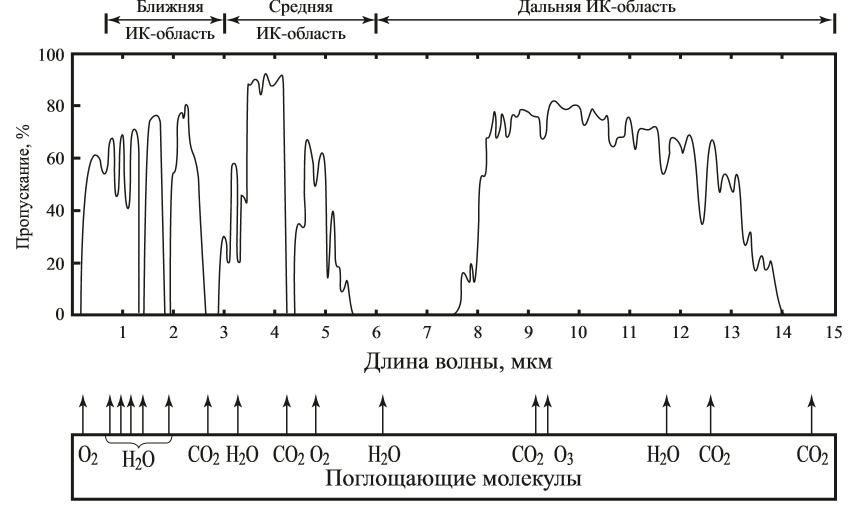 Ближняя
ИК-область
Средняя
ИК-область
Дальняя ИК-область
Пропускание, %
100
80
60
40
20
0
1 2 3 4 5 6 7 8 9 10 11 12 13 14 15
Длина волны, мкм
O2 H2O CO2 H2O CO2 O2 H2O CO2 O3 H2O CO2 CO2
Поглощающие молекулы